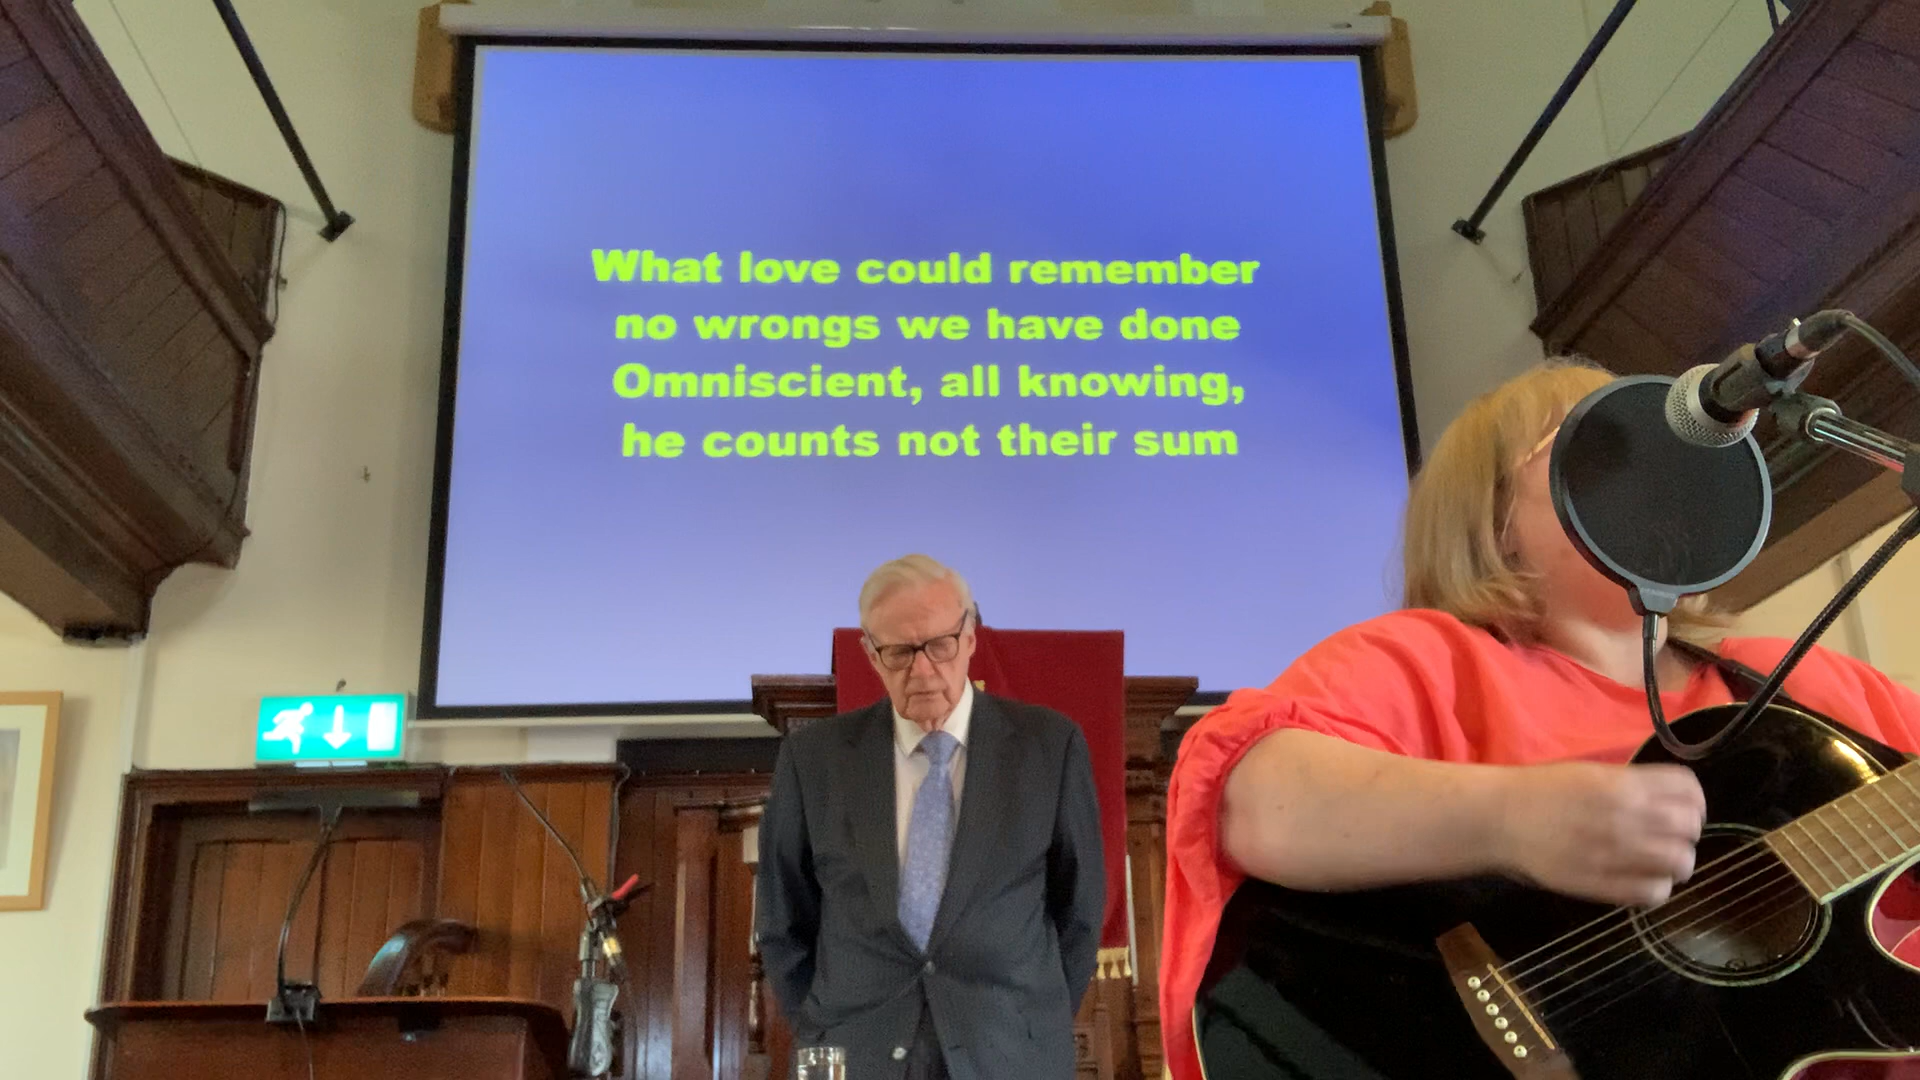 What love could remember
no wrongs we have done
Omniscient, all knowing,
he counts not their sum